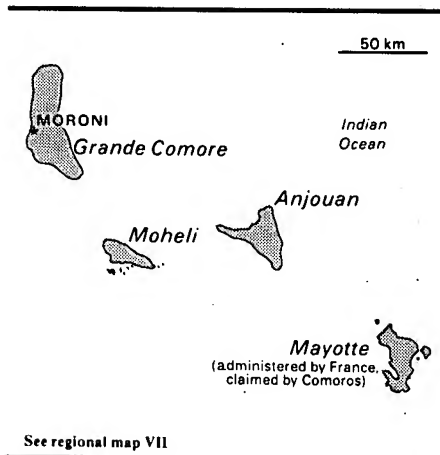 50 km
MORONI
Indian
Ocean
Grande Comore
Anjouan
Moheli
Mayotte
(administered by France,
claimed by Comoros)
See regional map VII